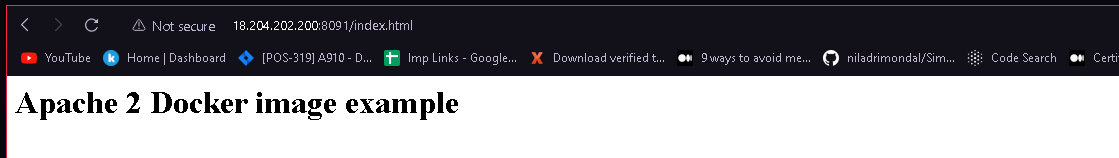 Not secure 18.204.202.200:8091/index.html
YouTube Home | Dashboard [POS-319] A910 - D... Imp Links - Google... Download verified t... 9 ways to avoid me... niladrimondal/Sim... Code Search Certi
Apache 2 Docker image example